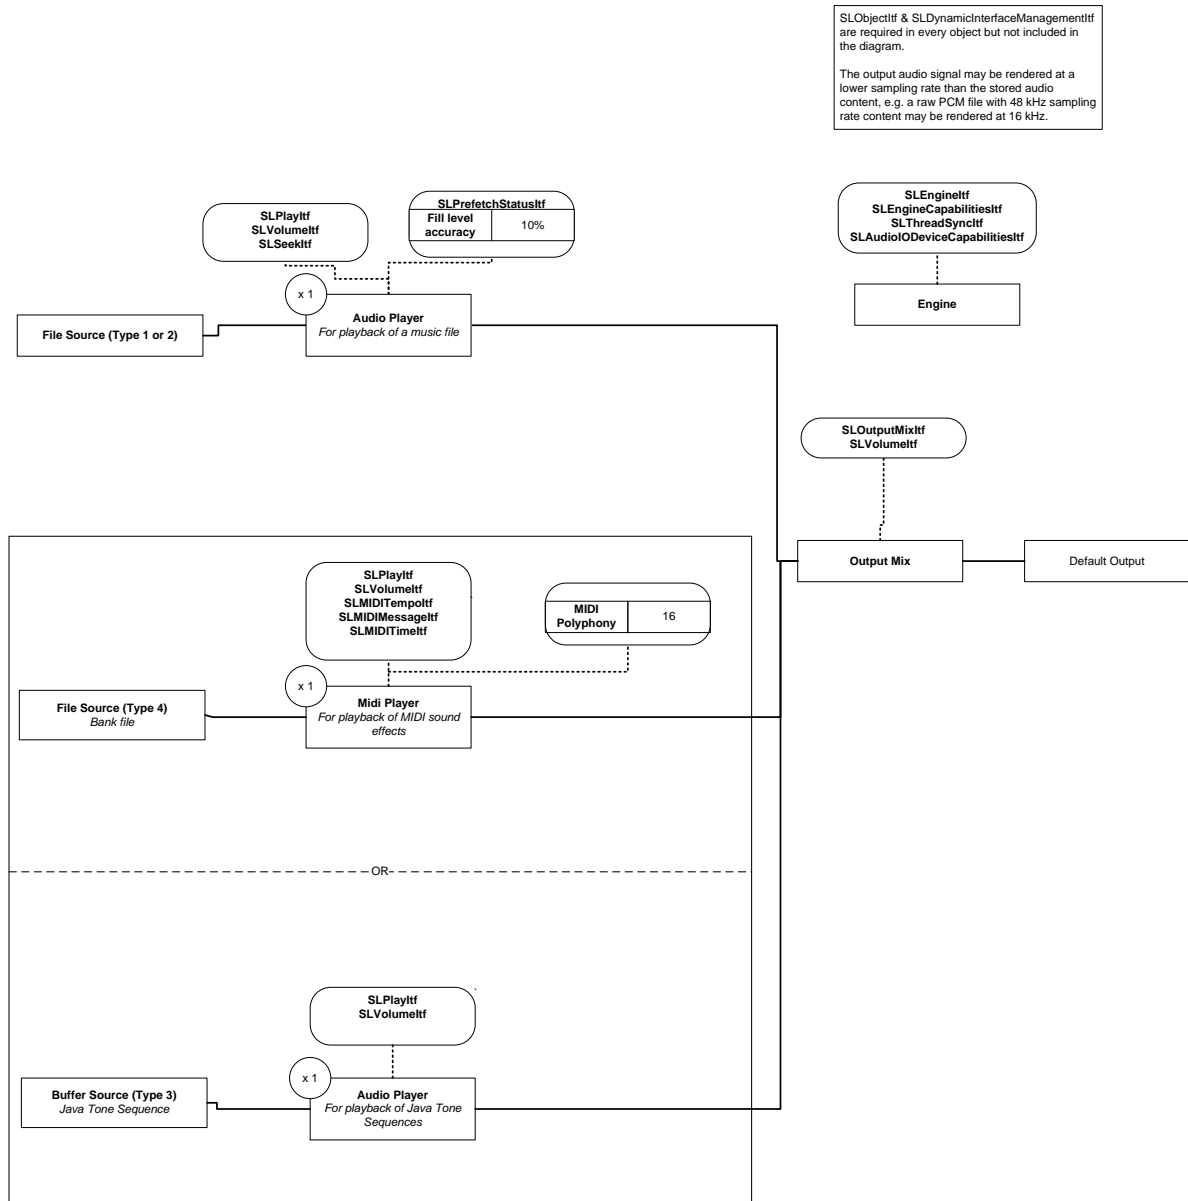 SLObjectItf & SLDynamicInterfaceManagementItf
are required in every object but not included in
the diagram.
The output audio signal may be rendered at a
lower sampling rate than the stored audio
content, e.g. a raw PCM file with 48 kHz sampling
rate content may be rendered at 16 kHz.
SLPlayItf
SLVolumeItf
SLSeekItf
SLPrefetchStatusItf
Fill level
accuracy
10%
SLEngineItf
SLEngineCapabilitiesItf
SLThreadSyncItf
SLAudioIODeviceCapabilitiesItf
Engine
x 1
File Source (Type 1 or 2)
Audio Player
For playback of a music file
SLOutputMixItf
SLVolumeItf
Output Mix
Default Output
SLPlayItf
SLVolumeItf
SLMIDITempoItf
SLMIDIMessageItf
SLMIDITimeItf
MIDI
Polyphony
16
x 1
File Source (Type 4)
Bank file
Midi Player
For playback of MIDI sound
effects
OR
SLPlayItf
SLVolumeItf
x 1
Buffer Source (Type 3)
Java Tone Sequence
Audio Player
For playback of Java Tone
Sequences